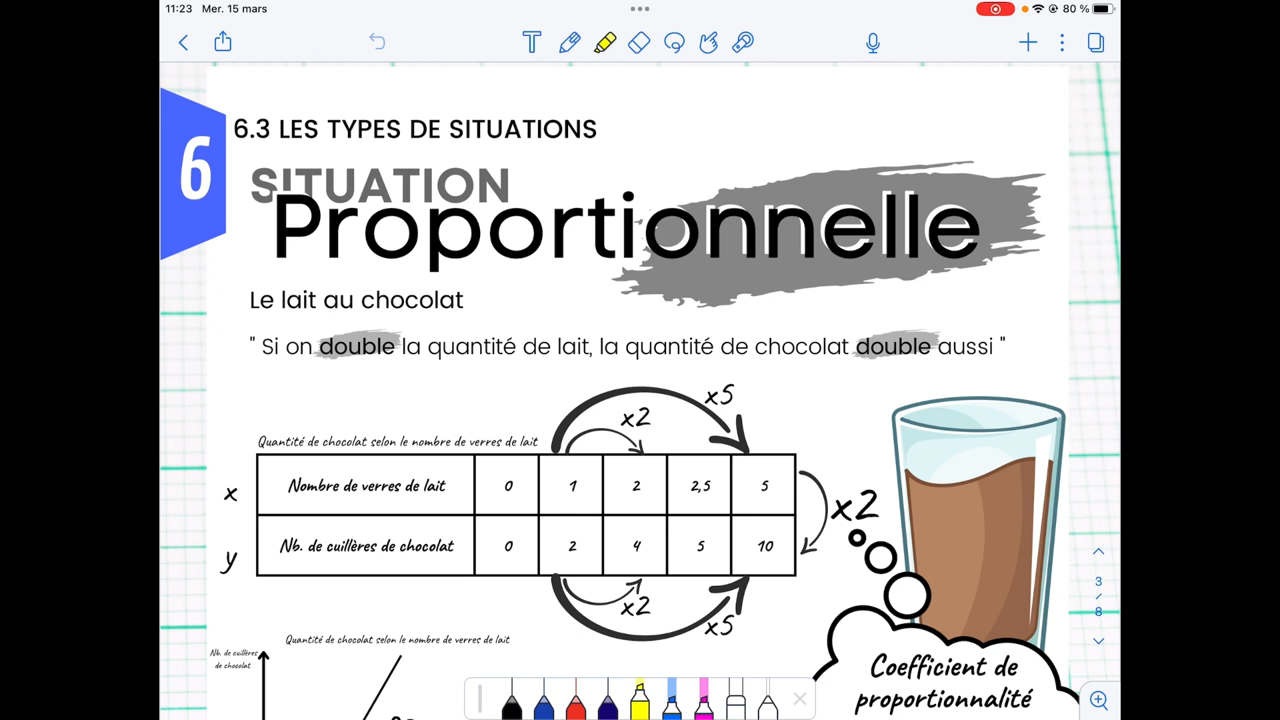 11:23 Mer. 15 mars
80 %
6
6.3 LES TYPES DE SITUATIONS
SITUATION
Proportionnelle
Le lait au chocolat
" Si on double la quantité de lait, la quantité de chocolat double aussi "
x5
x2
Quantité de chocolat selon le nombre de verres de lait
x Nombre de verres de lait 0 1 2 2,5 5
x2
y Nb. de cuillères de chocolat 0 2 4 5 10
x2
x5
3
/
8
Quantité de chocolat selon le nombre de verres de lait
Nb. de cuillères
de chocolat
Coefficient de
proportionnalité